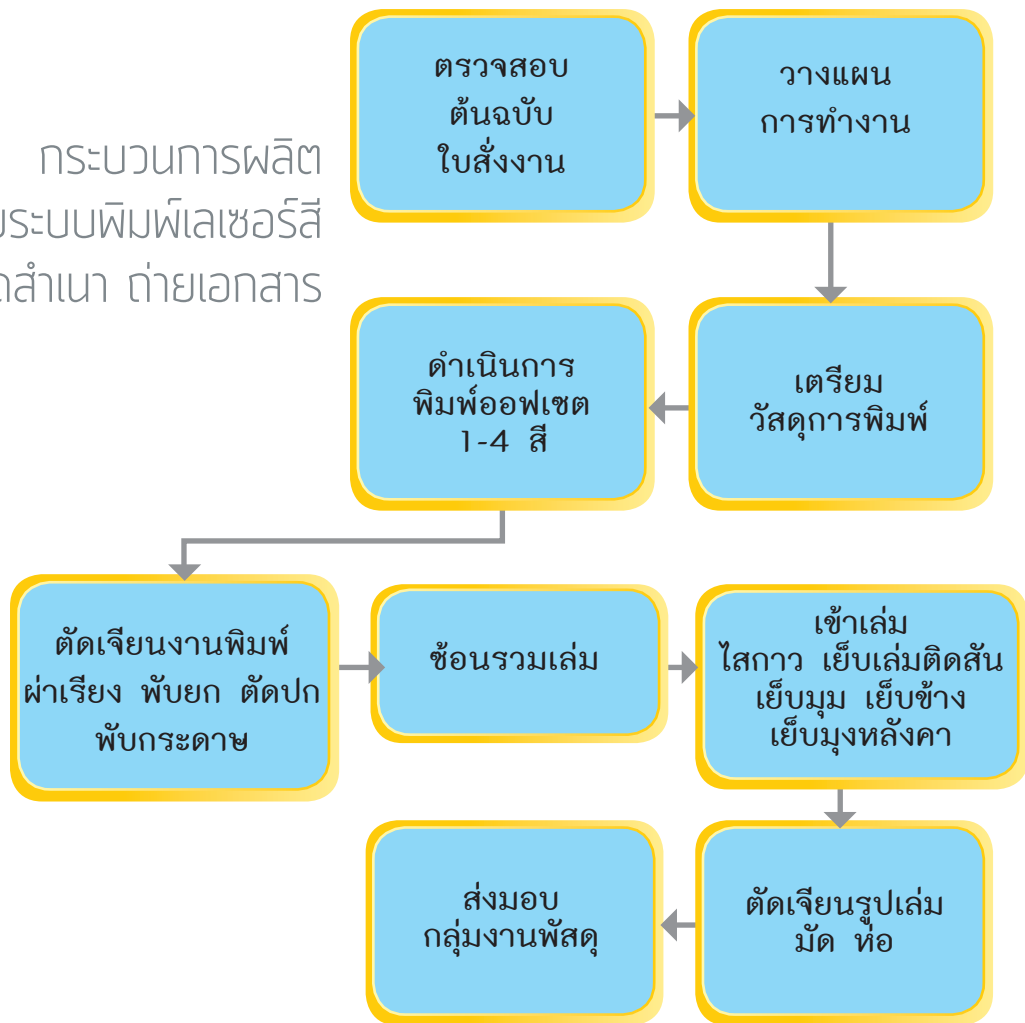 กระบวนการผลิต
ระบบพิมพ์เลเซอร์สี
สำเนา ถ่ายเอกสาร
ตรวจสอบ
ต้นฉบับ
ใบสั่งงาน
วางแผน
การทำงาน
เตรียม
วัสดุการพิมพ์
ดำเนินการ
พิมพ์ออฟเซต
1-4 สี
ตัดเจียนงานพิมพ์
ผ่าเรียง พับยก ตัดปก
พับกระดาษ
ซ้อนรวมเล่ม
เข้าเล่ม
ไสกาว เย็บเล่มติดสัน
เย็บมุม เย็บข้าง
เย็บมุงหลังคา
ตัดเจียนรูปเล่ม
มัด ห่อ
ส่งมอบ
กลุ่มงานพัสดุ